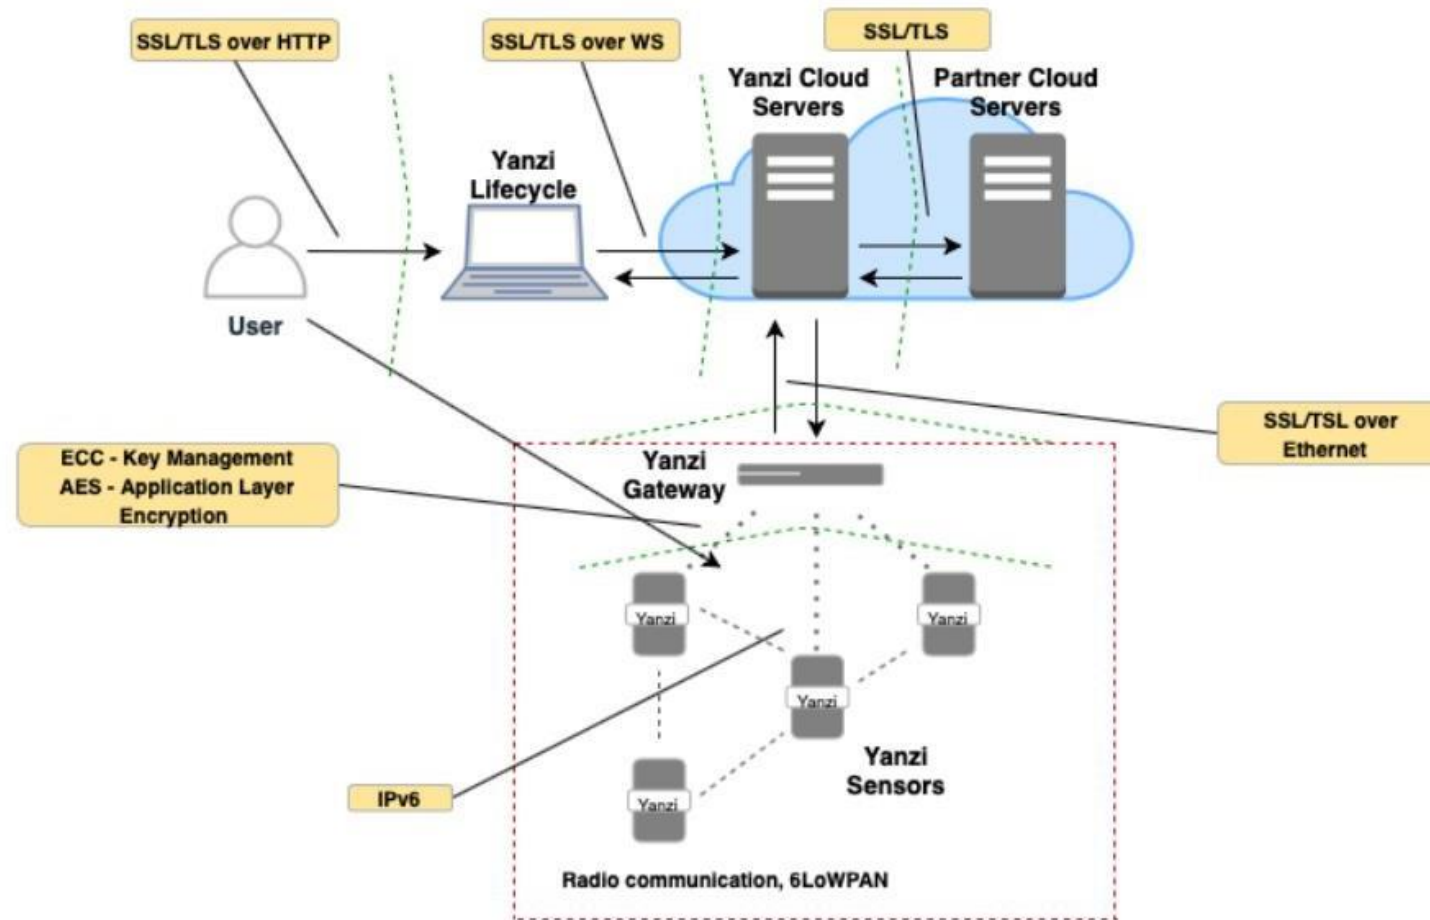 SSL/TLS over HTTP
SSL/TLS over WS
SSL/TLS
Yanzi Cloud
Servers
Partner Cloud
Servers
Yanzi
Lifecycle
User
SSL/TSL over
Ethernet
ECC - Key Management
AES - Application Layer
Encryption
Yanzi
Gateway
Yanzi
Yanzi
Yanzi
Yanzi
Sensors
IPv6
Yanzi
Radio communication, 6LoWPAN